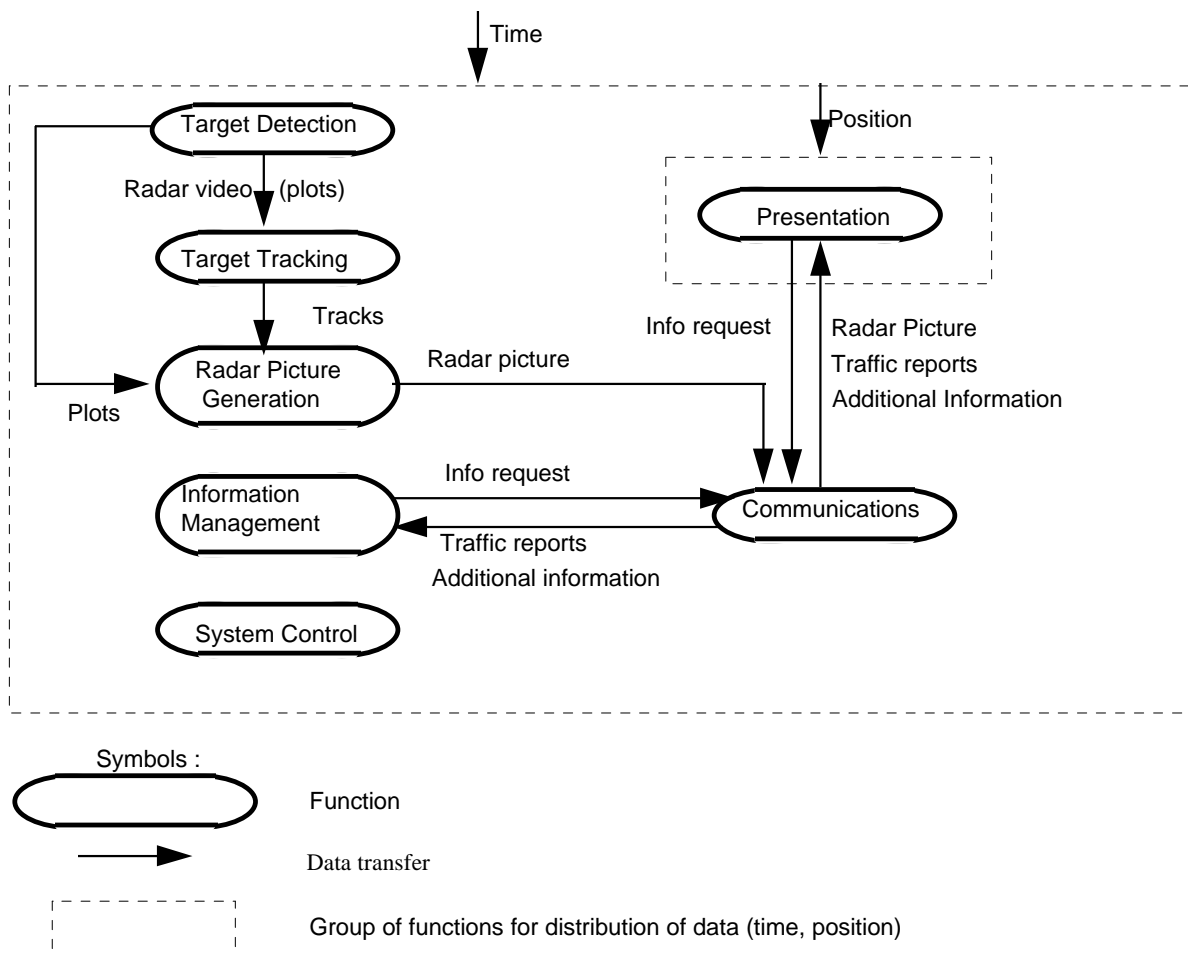 Time
Target Detection
Position
Radar video (plots)
Presentation
Target Tracking
Tracks
Info request
Radar Picture
Traffic reports
Additional Information
Radar Picture
Generation
Radar picture
Plots
Information
Management
Info request
Communications
Traffic reports
Additional information
System Control
Symbols :
Function
Data transfer
Group of functions for distribution of data (time, position)